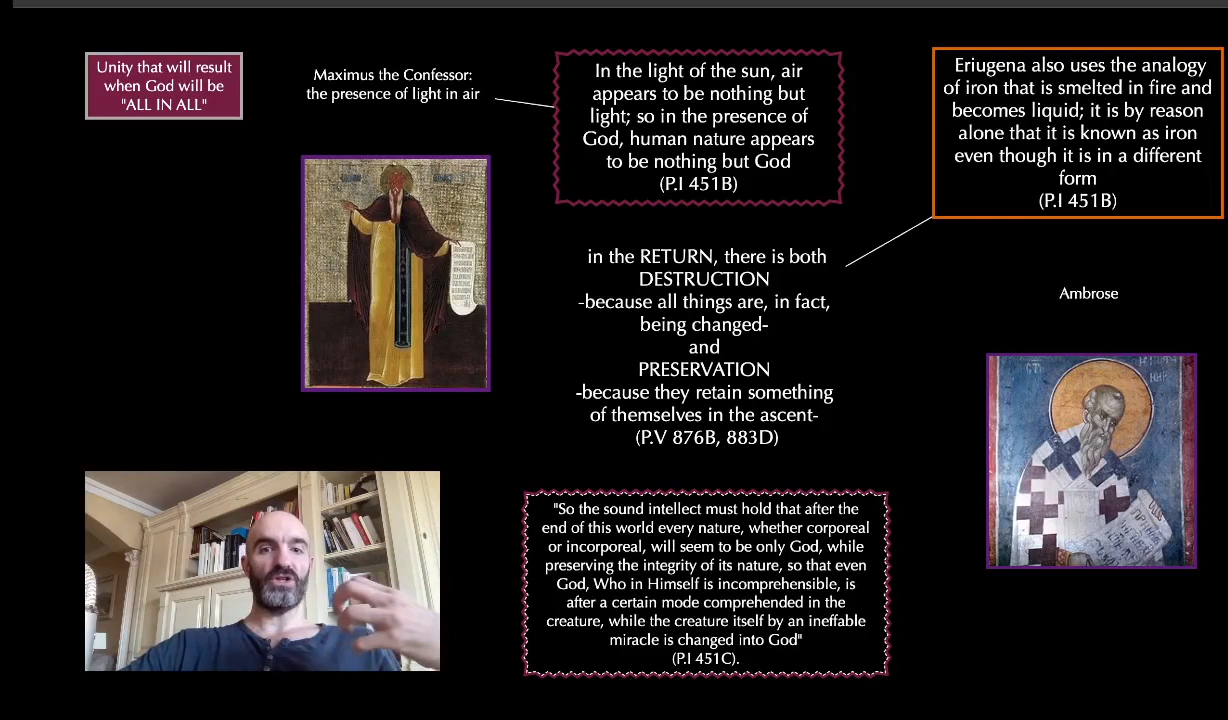 Unity that will result
when God will be
"ALL IN ALL"
Maximus the Confessor:
the presence of light in air
In the light of the sun, air
appears to be nothing but
light; so in the presence of
God, human nature appears
to be nothing but God
(P.I 451B)
Eriugena also uses the analogy
of iron that is smelted in fire and
becomes liquid; it is by reason
alone that it is known as iron
even though it is in a different
form
(P.I 451B)
in the RETURN, there is both
DESTRUCTION
-because all things are, in fact,
being changed-
and
PRESERVATION
-because they retain something
of themselves in the ascent-
(P.V 876B, 883D)
Ambrose
"So the sound intellect must hold that after the
end of this world every nature, whether corporeal
or incorporeal, will seem to be only God, while
preserving the integrity of its nature, so that even
God, Who in Himself is incomprehensible, is
after a certain mode comprehended in the
creature, while the creature itself by an ineffable
miracle is changed into God"
(P.I 451C).